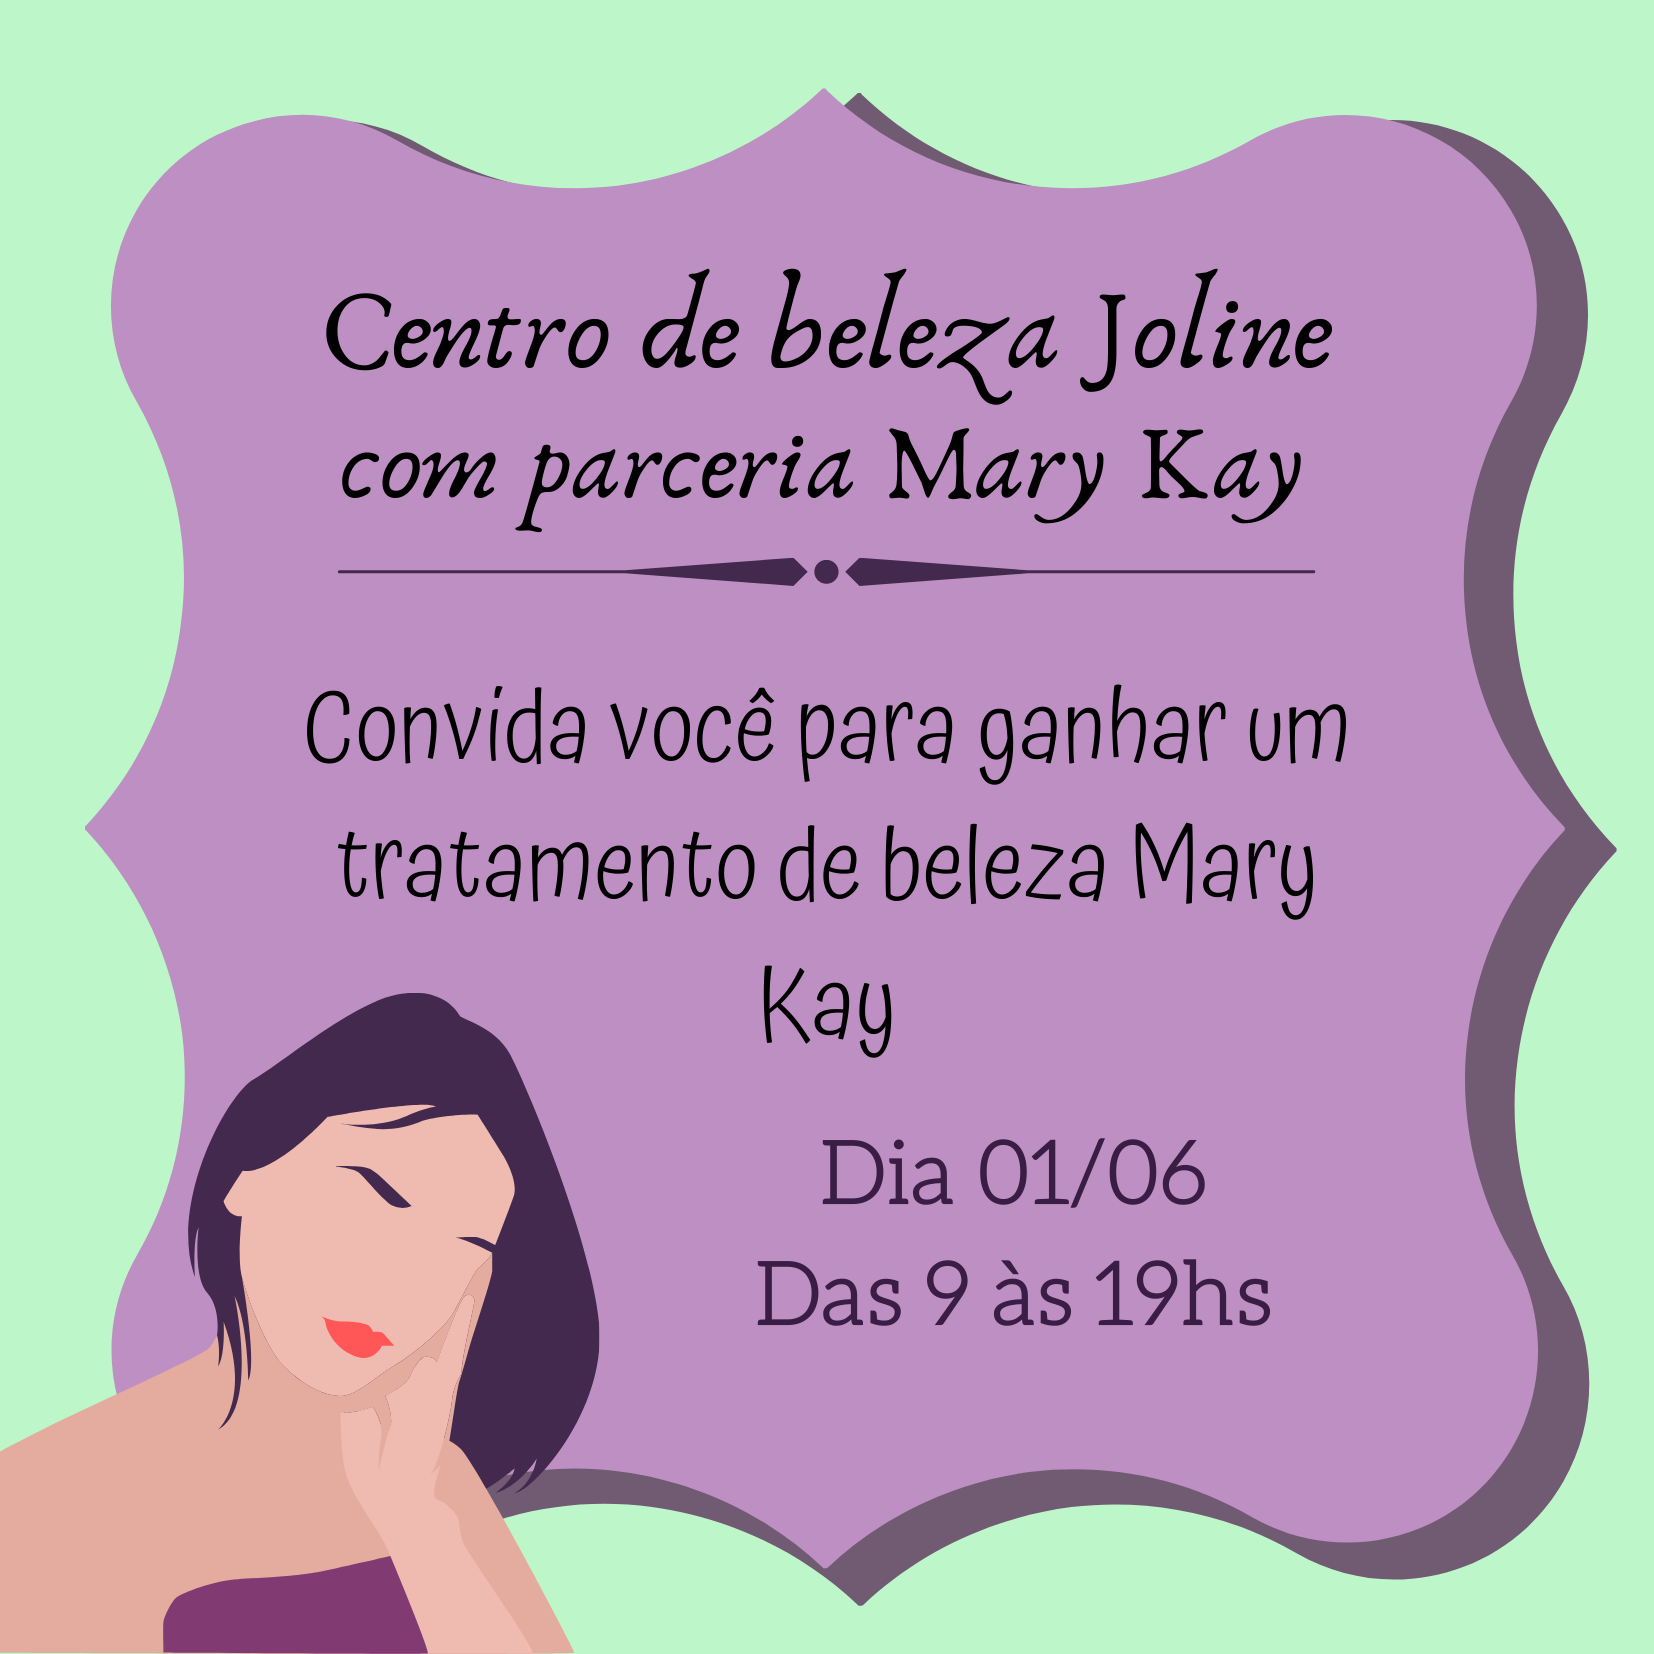 Centro de beleza Joline
com parceria Mary Kay
Convida você para ganhar um
tratamento de beleza Mary
Kay
Dia 01/06
Das 9 às 19hs